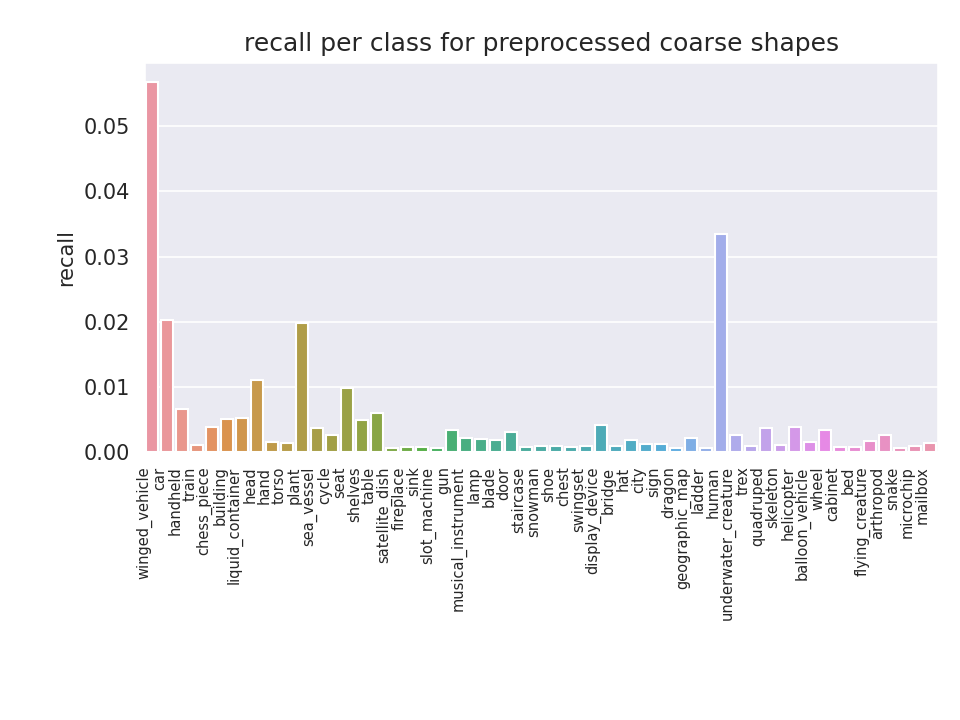 recall per class for preprocessed coarse shapes
recall
0.05
0.04
0.03
0.02
0.01
0.00
winged_vehicle
car
handheld
train
chess_piece
building
liquid_container
head
hand
torso
plant
sea_vessel
cycle
seat
shelves
table
satellite_dish
fireplace
sink
slot_machine
gun
musical_instrument
lamp
blade
door
staircase
snowman
shoe
chest
swingset
display_device
bridge
hat
city
sign
dragon
geographic_map
ladder
human
underwater_creature
trex
quadruped
skeleton
helicopter
balloon_vehicle
wheel
cabinet
bed
flying_creature
arthropod
snake
microchip
mailbox